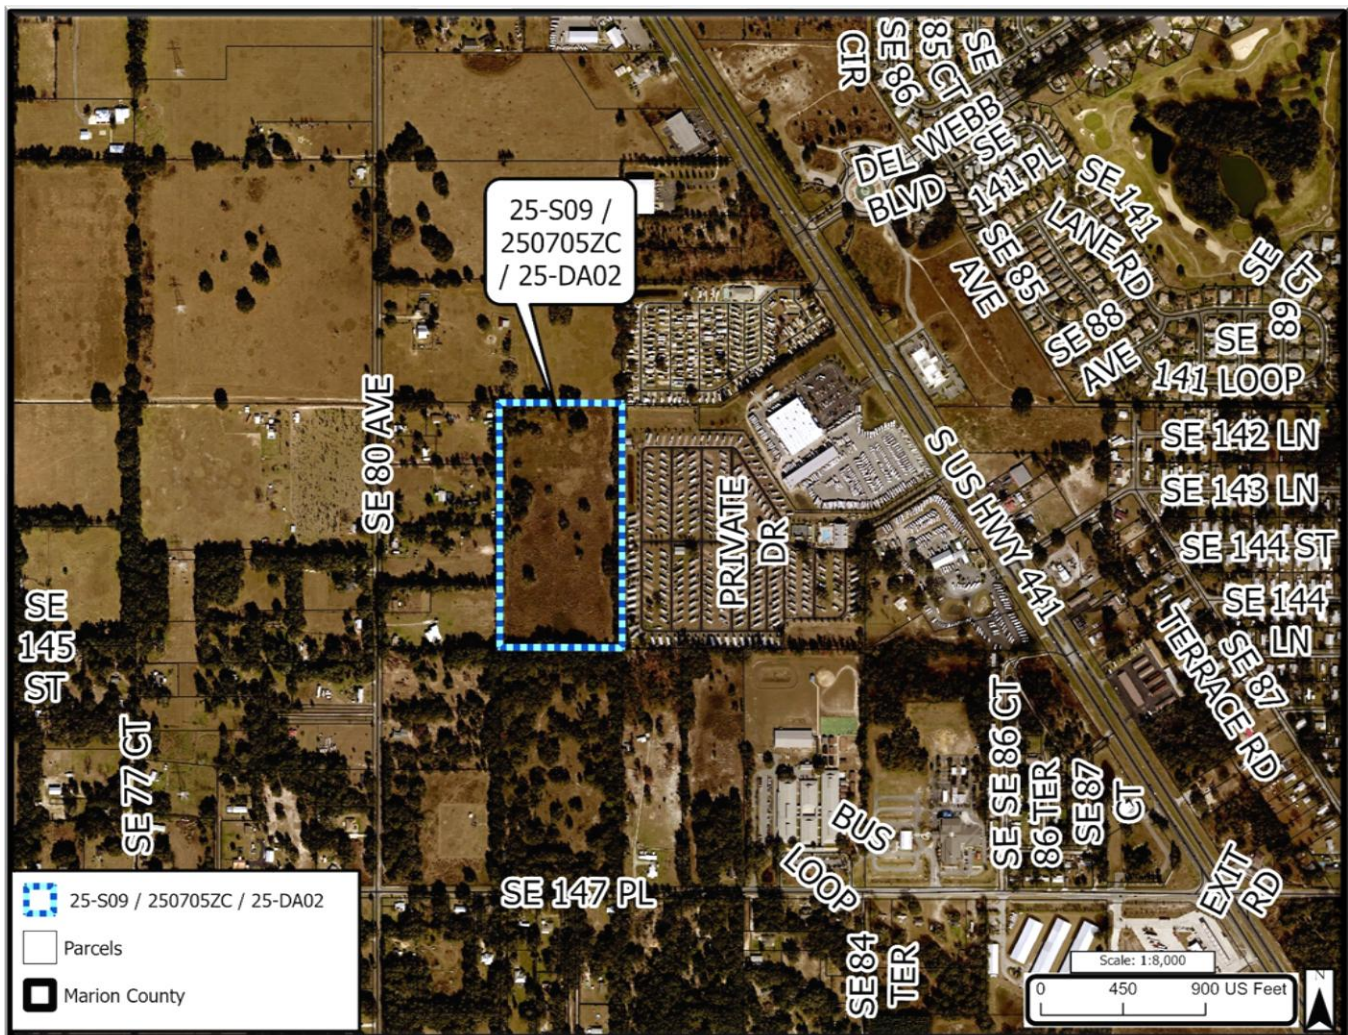 SE 86
CIR
SE
85 CT
DEL WEBB
BLVD
SE
141 PL
SE 141
LANE RD
SE 85
AVE
SE 88
AVE
SE
89 CT
SE
141 LOOP
25-S09 /
250705ZC
/ 25-DA02
SE 80 AVE
SE 142 LN
SE 143 LN
SE 144 ST
SE 144
LN
S US HWY 441
PRIVATE
DR
SE
145
ST
SE 77 CT
SE 87
TERRACE RD
SE 86 CT
SE
86 TER
SE 87
CT
BUS
LOOP
EXIT
RD
SE 147 PL
SE 84
TER
25-S09 / 250705ZC / 25-DA02
Parcels
Marion County
Scale: 1:8,000
0 450 900 US Feet
N